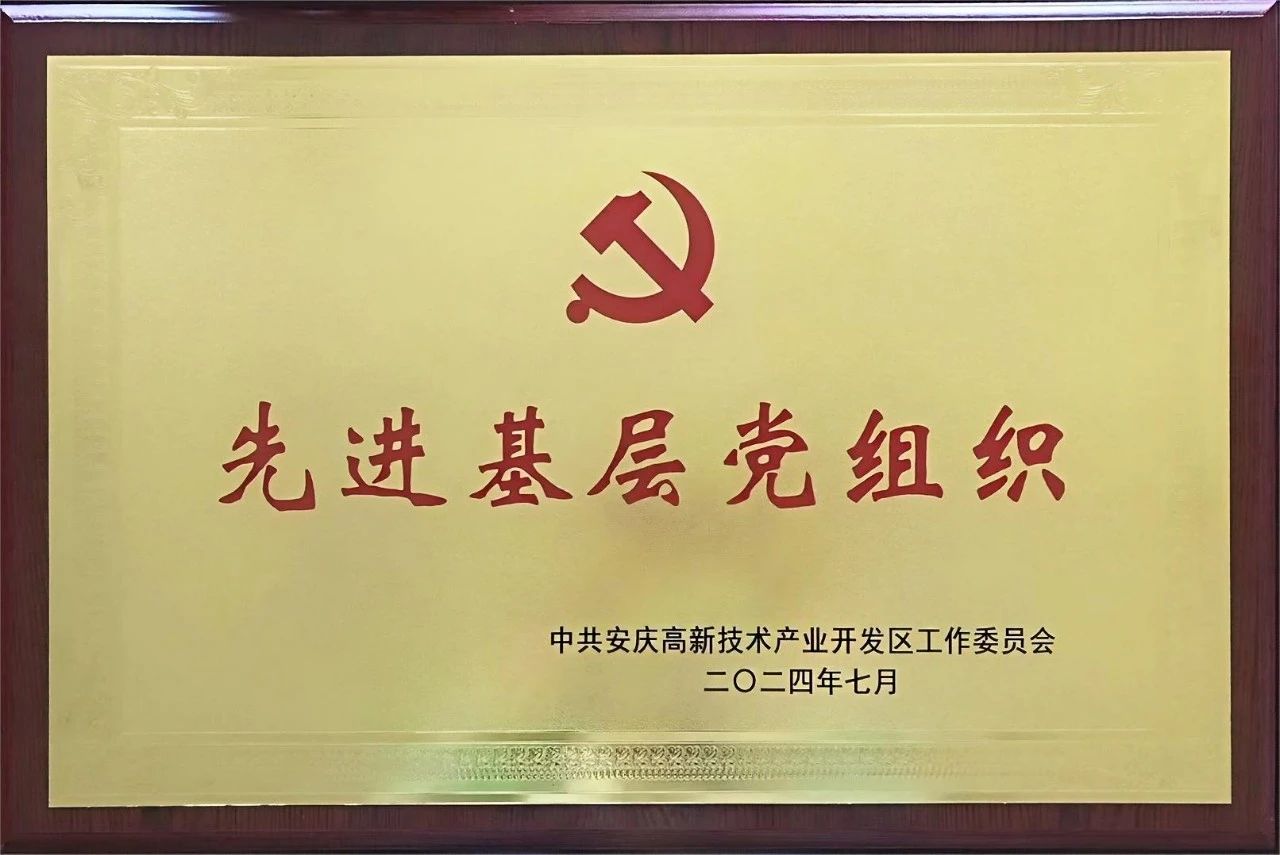 先进基层党组织
中共安庆高新技术产业开发区工作委员会
二〇二四年七月